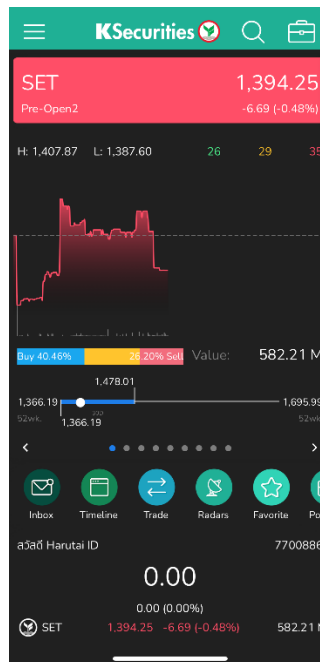 KSecurities
SET 1,394.25
Pre-Open2 -6.69 (-0.48%)
H: 1,407.87 L: 1,387.60 26 29 35
Buy 40.46% 26.20% Sell Value: 582.21 M
1,478.01
1,366.19 1,695.99
52wk. 200 52wk
1,366.19
Inbox Timeline Trade Radars Favorite Po
สวัสดี Harutai ID 7700886
0.00
0.00 (0.00%)
SET 1,394.25 -6.69 (-0.48%) 582.21